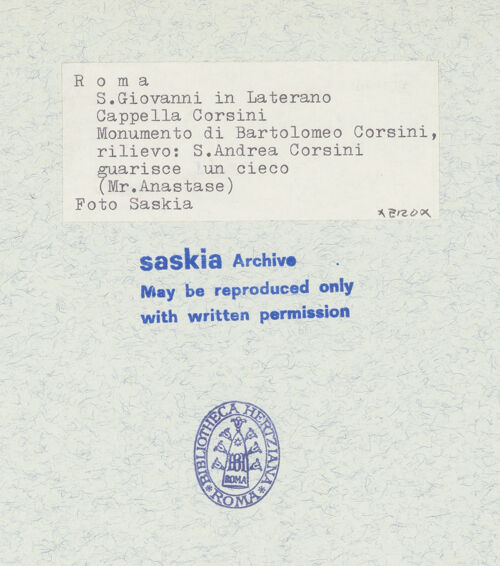 R o m a
S.Giovanni in Laterano
Cappella Corsini
Monumento di Bartolomeo Corsini,
rilievo: S.Andrea Corsini
guarisce un cieco
(Mr.Anastase)
Foto Saskia
saskia Archive
May be reproduced only
with written permission
BIBLIOTHECA HERTZIANA
ROMA
* ROMA *